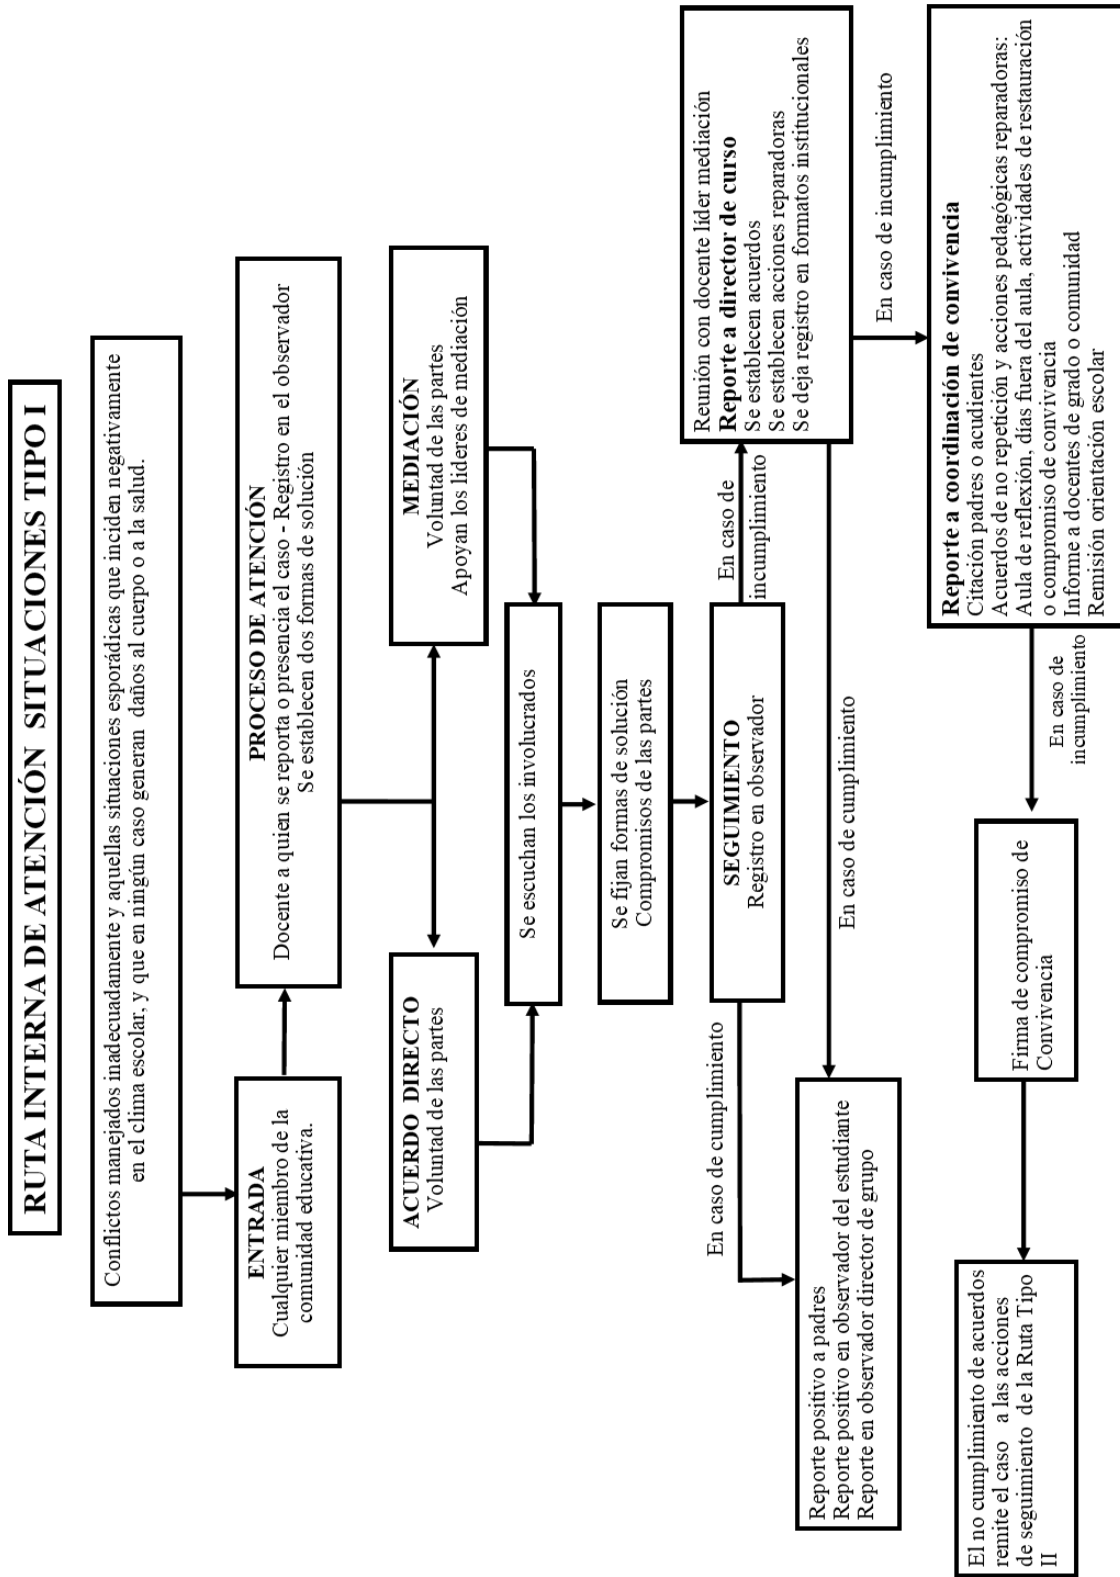 RUTA INTERNA DE ATENCIÓN SITUACIONES TIPO I
Conflictos manejados inadecuadamente y aquellas situaciones esporádicas que inciden negativamente
en el clima escolar, y que en ningún caso generan daños al cuerpo o a la salud.
ENTRADA
Cualquier miembro de la
comunidad educativa.
PROCESO DE ATENCIÓN
Docente a quien se reporta o presencia el caso - Registro en el observador
Se establecen dos formas de solución
ACUERDO DIRECTO
Voluntad de las partes
MEDIACIÓN
Voluntad de las partes
Apoyan los lideres de mediación
Se escuchan los involucrados
Se fijan formas de solución
Compromisos de las partes
SEGUIMIENTO
Registro en observador
En caso de cumplimiento
En caso de
incumplimiento
Reunión con docente líder mediación
Reporte a director de curso
Se establecen acuerdos
Se establecen acciones reparadoras
Se deja registro en formatos institucionales
En caso de cumplimiento
En caso de incumplimiento
Reporte positivo a padres
Reporte positivo en observador del estudiante
Reporte en observador director de grupo
Reporte a coordinación de convivencia
Citación padres o acudientes
Acuerdos de no repetición y acciones pedagógicas reparadoras:
Aula de reflexión, días fuera del aula, actividades de restauración
o compromiso de convivencia
Informe a docentes de grado o comunidad
Remisión orientación escolar
En caso de
incumplimiento
Firma de compromiso de
Convivencia
El no cumplimiento de acuerdos
remite el caso a las acciones
de seguimiento de la Ruta Tipo
II